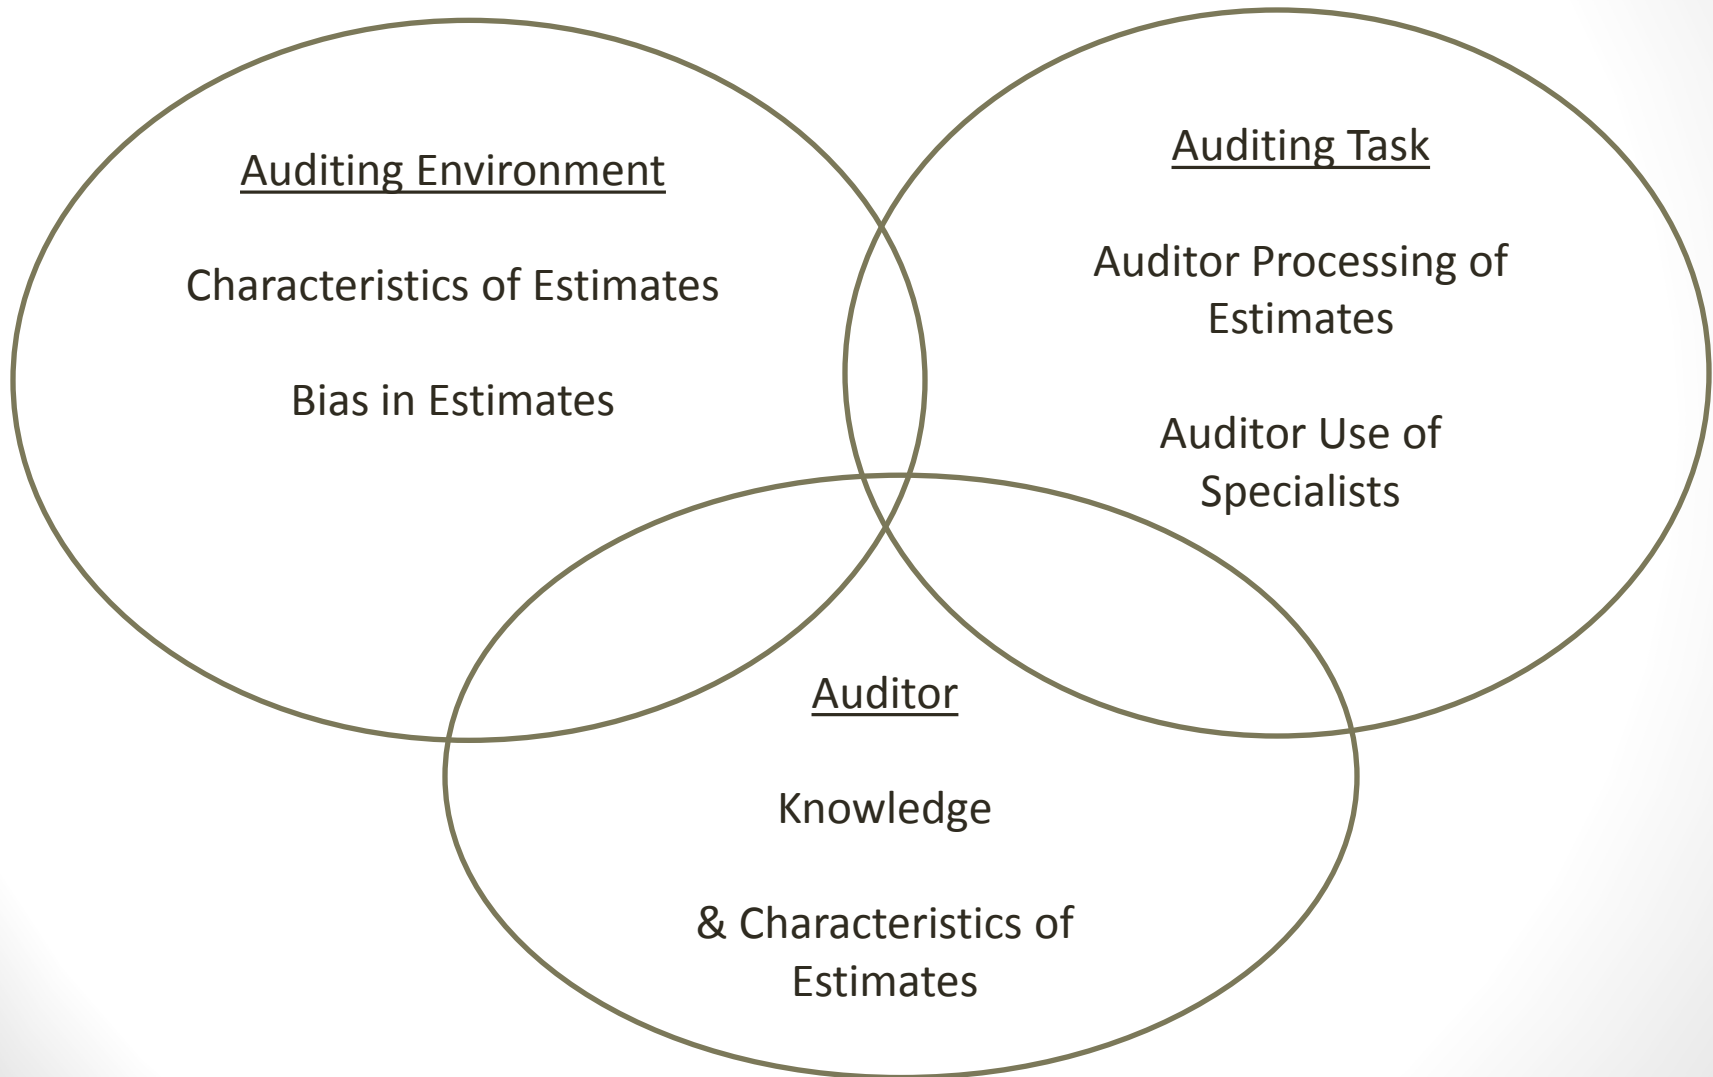 Auditing Environment
Characteristics of Estimates
Bias in Estimates
Auditing Task
Auditor Processing of
Estimates
Auditor Use of
Specialists
Auditor
Knowledge
& Characteristics of
Estimates